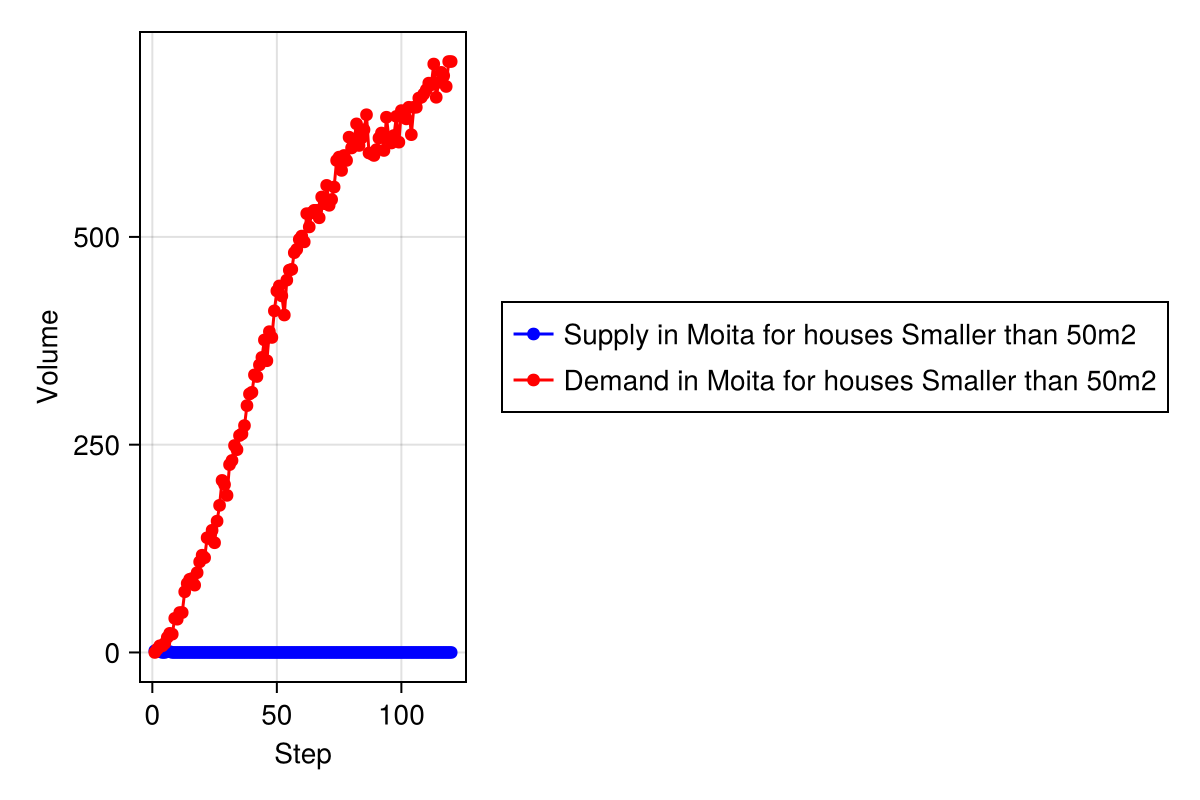 500
250
0
Volume
0 50 100
Step
Supply in Moita for houses Smaller than 50m2
Demand in Moita for houses Smaller than 50m2